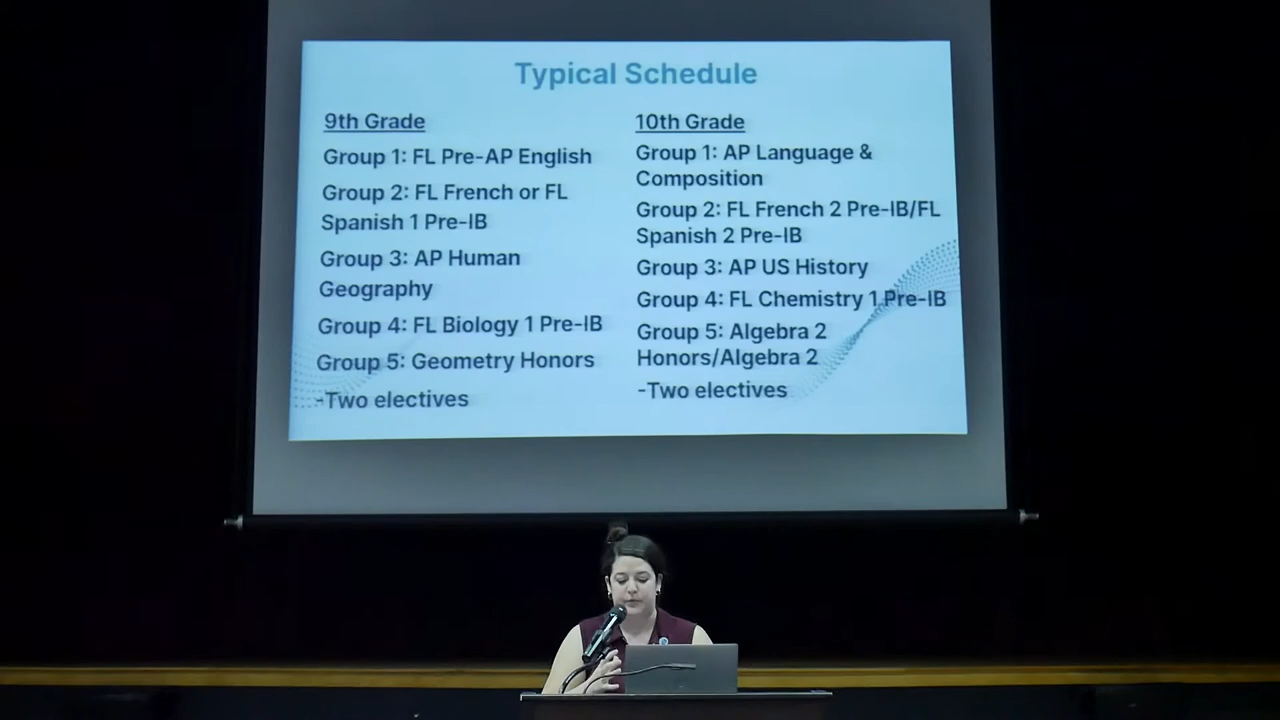 Typical Schedule
9th Grade
Group 1: FL Pre-AP English
Group 2: FL French or FL
Spanish 1 Pre-IB
Group 3: AP Human
Geography
Group 4: FL Biology 1 Pre-IB
Group 5: Geometry Honors
-Two electives
10th Grade
Group 1: AP Language &
Composition
Group 2: FL French 2 Pre-IB/FL
Spanish 2 Pre-IB
Group 3: AP US History
Group 4: FL Chemistry 1 Pre-IB
Group 5: Algebra 2
Honors/Algebra 2
-Two electives